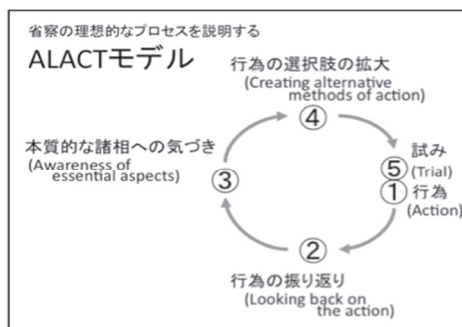 省察の理想的なプロセスを説明する
ALACTモデル
行為の選択肢の拡大
(Creating alternative
methods of action)
④
本質的な諸相への気づき
(Awareness of
essential aspects)
③
試み
⑤(Trial)
①行為
(Action)
②
行為の振り返り
(Looking back on
the action)